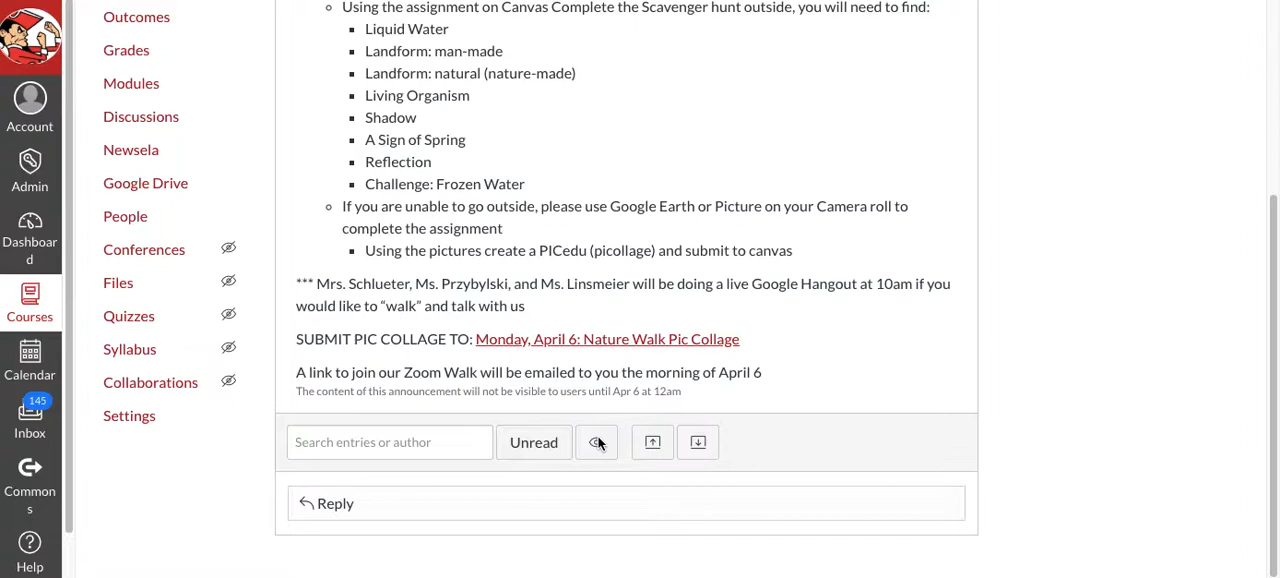 Outcomes
Grades
Modules
Discussions
Newsela
Google Drive
People
Conferences
Files
Quizzes
Syllabus
Collaborations
Settings
Account
Admin
Dashboar
d
Courses
Calendar
145
Inbox
Common
s
Help
Using the assignment on Canvas Complete the Scavenger hunt outside, you will need to find:
Liquid Water
Landform: man-made
Landform: natural (nature-made)
Living Organism
Shadow
A Sign of Spring
Reflection
Challenge: Frozen Water
If you are unable to go outside, please use Google Earth or Picture on your Camera roll to
complete the assignment
Using the pictures create a PICedu (picollage) and submit to canvas
*** Mrs. Schlueter, Ms. Przybylski, and Ms. Linsmeier will be doing a live Google Hangout at 10am if you
would like to “walk” and talk with us
SUBMIT PIC COLLAGE TO: Monday, April 6: Nature Walk Pic Collage
A link to join our Zoom Walk will be emailed to you the morning of April 6
The content of this announcement will not be visible to users until Apr 6 at 12am
Search entries or author
Unread
Reply